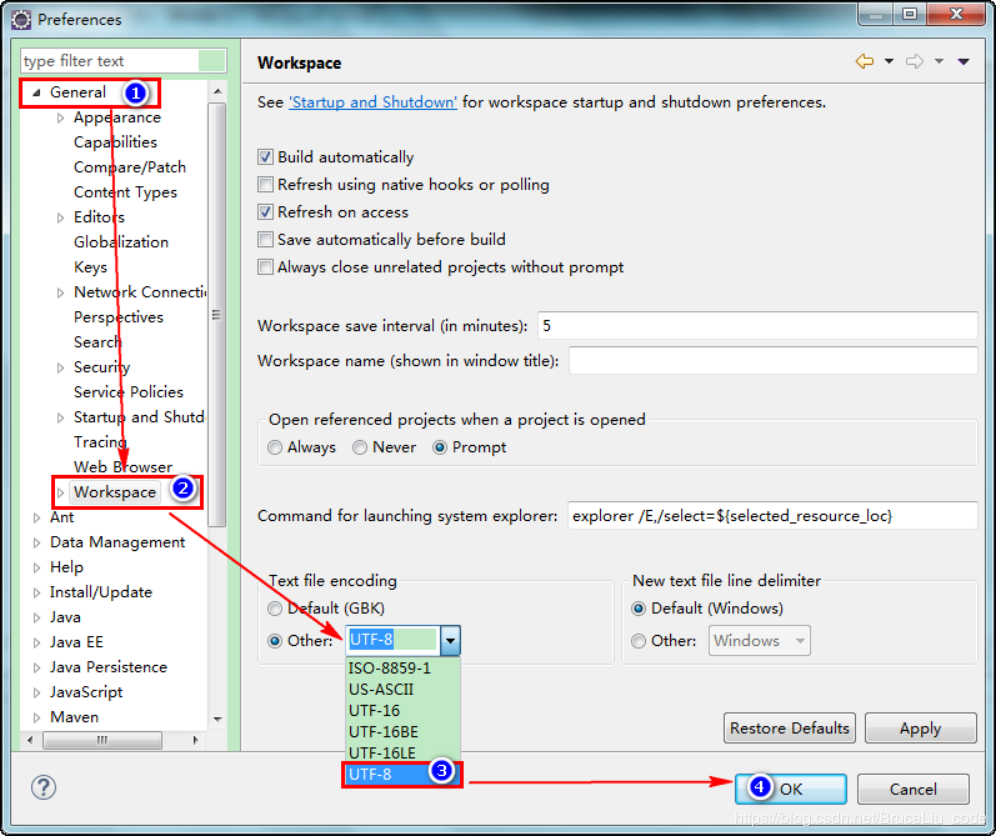 Preferences
type filter text
General 1
Appearance
Capabilities
Compare/Patch
Content Types
Editors
Globalization
Keys
Network Connecti
Perspectives
Search
Security
Service Policies
Startup and Shutd
Tracing
Web Browser
Workspace 2
Ant
Data Management
Help
Install/Update
Java
Java EE
Java Persistence
JavaScript
Maven
Workspace
See 'Startup and Shutdown' for workspace startup and shutdown preferences.
Build automatically
Refresh using native hooks or polling
Refresh on access
Save automatically before build
Always close unrelated projects without prompt
Workspace save interval (in minutes): 5
Workspace name (shown in window title):
Open referenced projects when a project is opened
Always Never Prompt
Command for launching system explorer: explorer /E,/select=${selected_resource_loc}
Text file encoding
Default (GBK)
Other: UTF-8
ISO-8859-1
US-ASCII
UTF-16
UTF-16BE
UTF-16LE
UTF-8 3
New text file line delimiter
Default (Windows)
Other: Windows
Restore Defaults Apply
4 OK Cancel
https://blog.csdn.net/BruceLiu_code